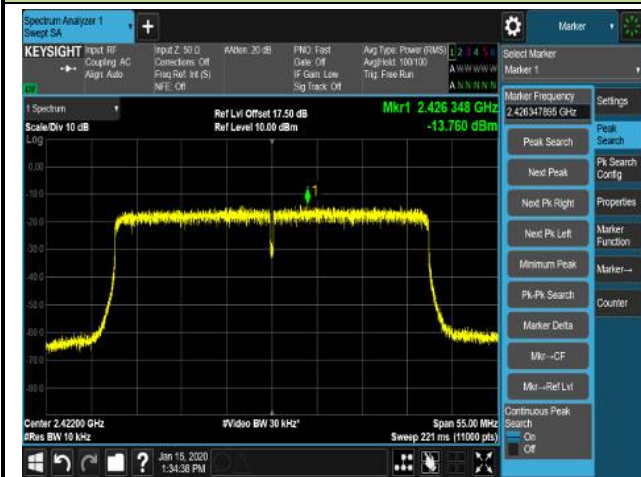 Spectrum Analyzer 1
Swept SA
+
Marker
KEYSIGHT
Input: RF
Coupling: AC
Align: Auto
Input Z: 50 Ω
Corrections: Off
Freq Ref: Int (S)
NFE: Off
#Atten: 20 dB
PNO: Fast
Gate: Off
IF Gain: Low
Sig Track: Off
Avg Type: Power (RMS)
Avg|Hold: 100/100
Trig: Free Run
1 2 3 4 5 6
A W W W W W
A N N N N N
Select Marker
Marker 1
1 Spectrum
Scale/Div 10 dB
Log
Ref Lvl Offset 17.50 dB
Ref Level 10.00 dBm
Mkr1 2.426 348 GHz
-13.760 dBm
Marker Frequency
2.426347895 GHz
Settings
Peak Search
Next Peak
Next Pk Right
Next Pk Left
Minimum Peak
Pk-Pk Search
Marker Delta
Mkr→CF
Mkr→Ref Lvl
Continuous Peak
Search
On
Off
Peak
Search
Pk Search
Config
Properties
Marker
Function
Marker→
Counter
0.00
-10.0
-20.0
-30.0
-40.0
-50.0
-60.0
-70.0
-80.0
1
Center 2.42200 GHz
#Res BW 10 kHz
#Video BW 30 kHz*
Span 55.00 MHz
Sweep 221 ms (11000 pts)
?
Jan 15, 2020
1:34:38 PM